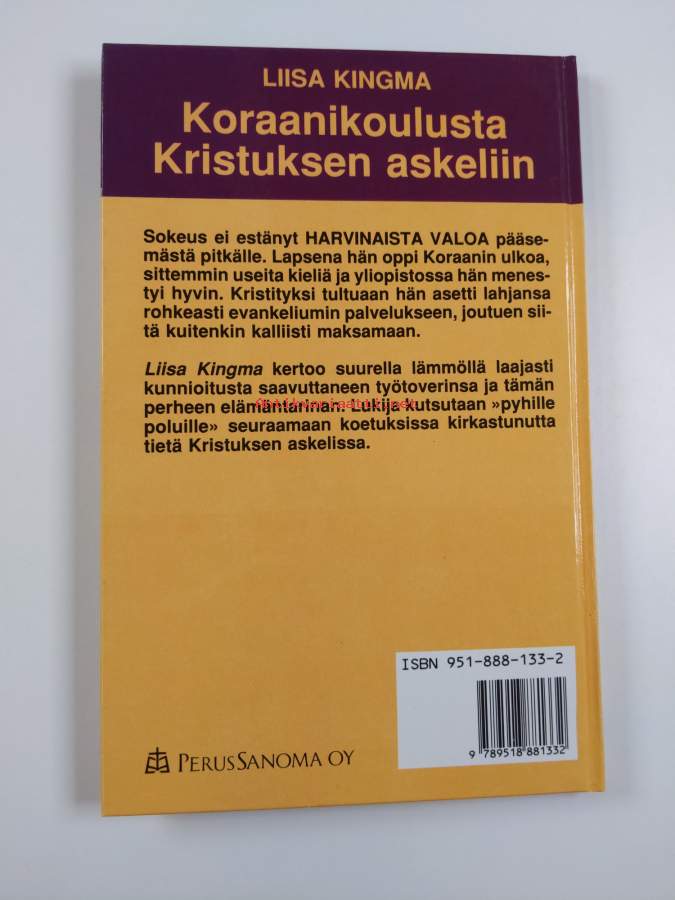 LIISA KINGMA
Koraanikoulusta
Kristuksen askeliin
Sokeus ei estänyt HARVINAISTA VALOA pääse-
mästä pitkälle. Lapsena hän oppi Koraanin ulkoa,
sittemmin useita kieliä ja yliopistossa hän menes-
tyi hyvin. Kristityksi tultuaan hän asetti lahjansa
rohkeasti evankeliumin palvelukseen, joutuen sii-
tä kuitenkin kalliisti maksamaan.
Liisa Kingma kertoo suurella lämmöllä laajasti
kunnioitusta saavuttaneen työtoverinsa ja tämän
perheen elämäntarinan. Lukija kutsutaan »pyhille
Antikvariaatti.net
poluille» seuraamaan koetuksissa kirkastunutta
tietä Kristuksen askelissa.
ISBN 951-888-133-2
9 789518 881332
PERUSSANOMA OY